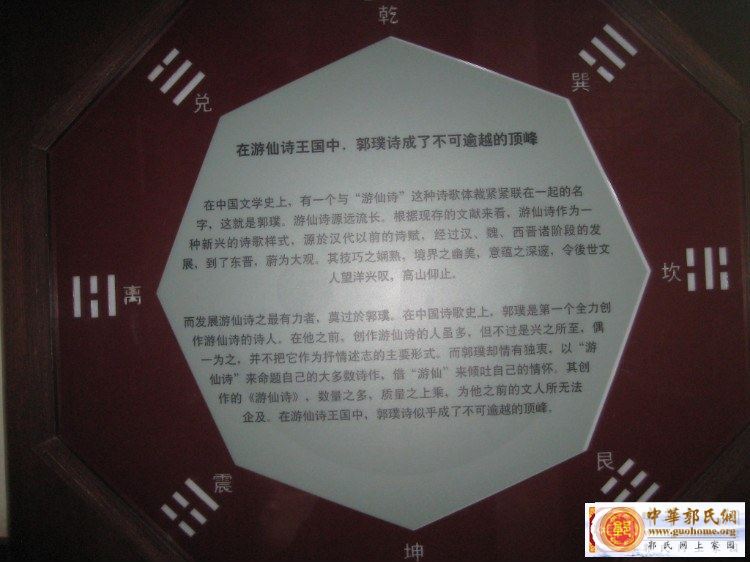 乾
兑
巽
在游仙诗王国中，郭璞诗成了不可逾越的顶峰
在中国文学史上，有一个与“游仙诗”这种诗歌体裁紧紧联在一起的名
字，这就是郭璞。游仙诗源远流长。根据现存的文献来看，游仙诗作为一
种新兴的诗歌样式，源於汉代以前的诗赋，经过汉、魏、西晋诸阶段的发
展，到了东晋，蔚为大观。其技巧之娴熟，境界之幽美，意蕴之深邃，令後世文
人望洋兴叹，高山仰止。
离
坎
而发展游仙诗之最有力者，莫过於郭璞。在中国诗歌史上，郭璞是第一个全力创
作游仙诗的诗人。在他之前，创作游仙诗的人虽多，但不过是兴之所至，偶
一为之，并不把它作为抒情述志的主要形式。而郭璞却情有独衷，以“游
仙诗”来命题自己的大多数诗作，借“游仙”来倾吐自己的情怀。其创
作的《游仙诗》，数量之多，质量之上乘，为他之前的文人所无法
企及。在游仙诗王国中，郭璞诗似乎成了不可逾越的顶峰。
震
艮
坤
中華郭氏網
www.guohome.org
郭氏网上家园